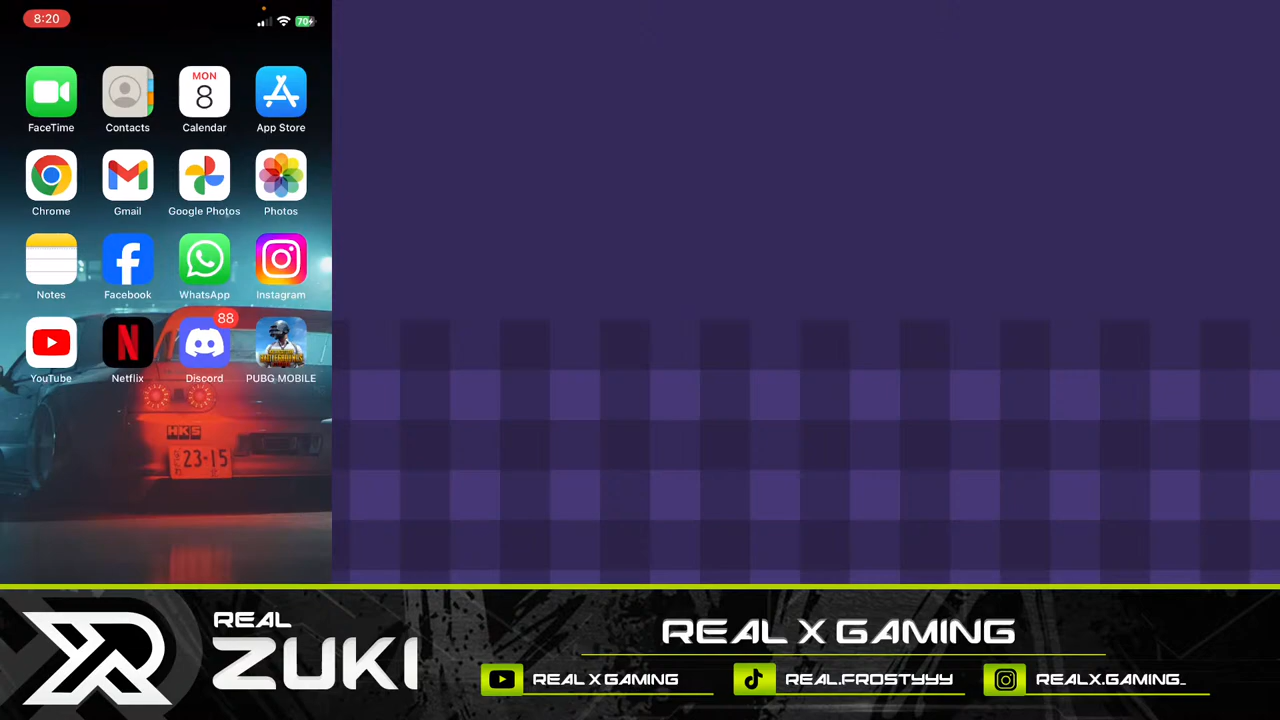 8:20
70
FaceTime
Contacts
MON
8
Calendar
App Store
Chrome
Gmail
Google Photos
Photos
Notes
Facebook
WhatsApp
Instagram
88
YouTube
Netflix
Discord
PUBG MOBILE
HKS
23-15
REAL
ZUKI
REAL X GAMING
REAL X GAMING
REAL.FROSTYYY
REALX.GAMING_